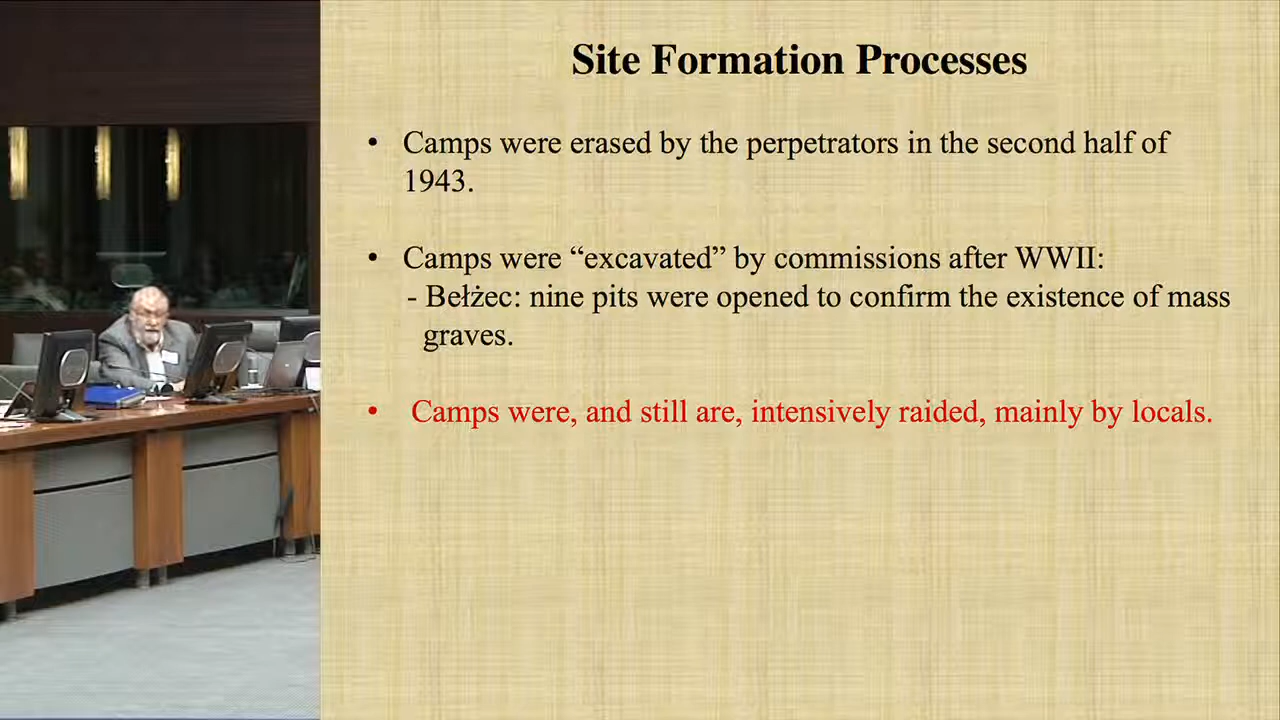 Site Formation Processes
• Camps were erased by the perpetrators in the second half of
1943.
• Camps were “excavated” by commissions after WWII:
- Bełżec: nine pits were opened to confirm the existence of mass
graves.
• Camps were, and still are, intensively raided, mainly by locals.